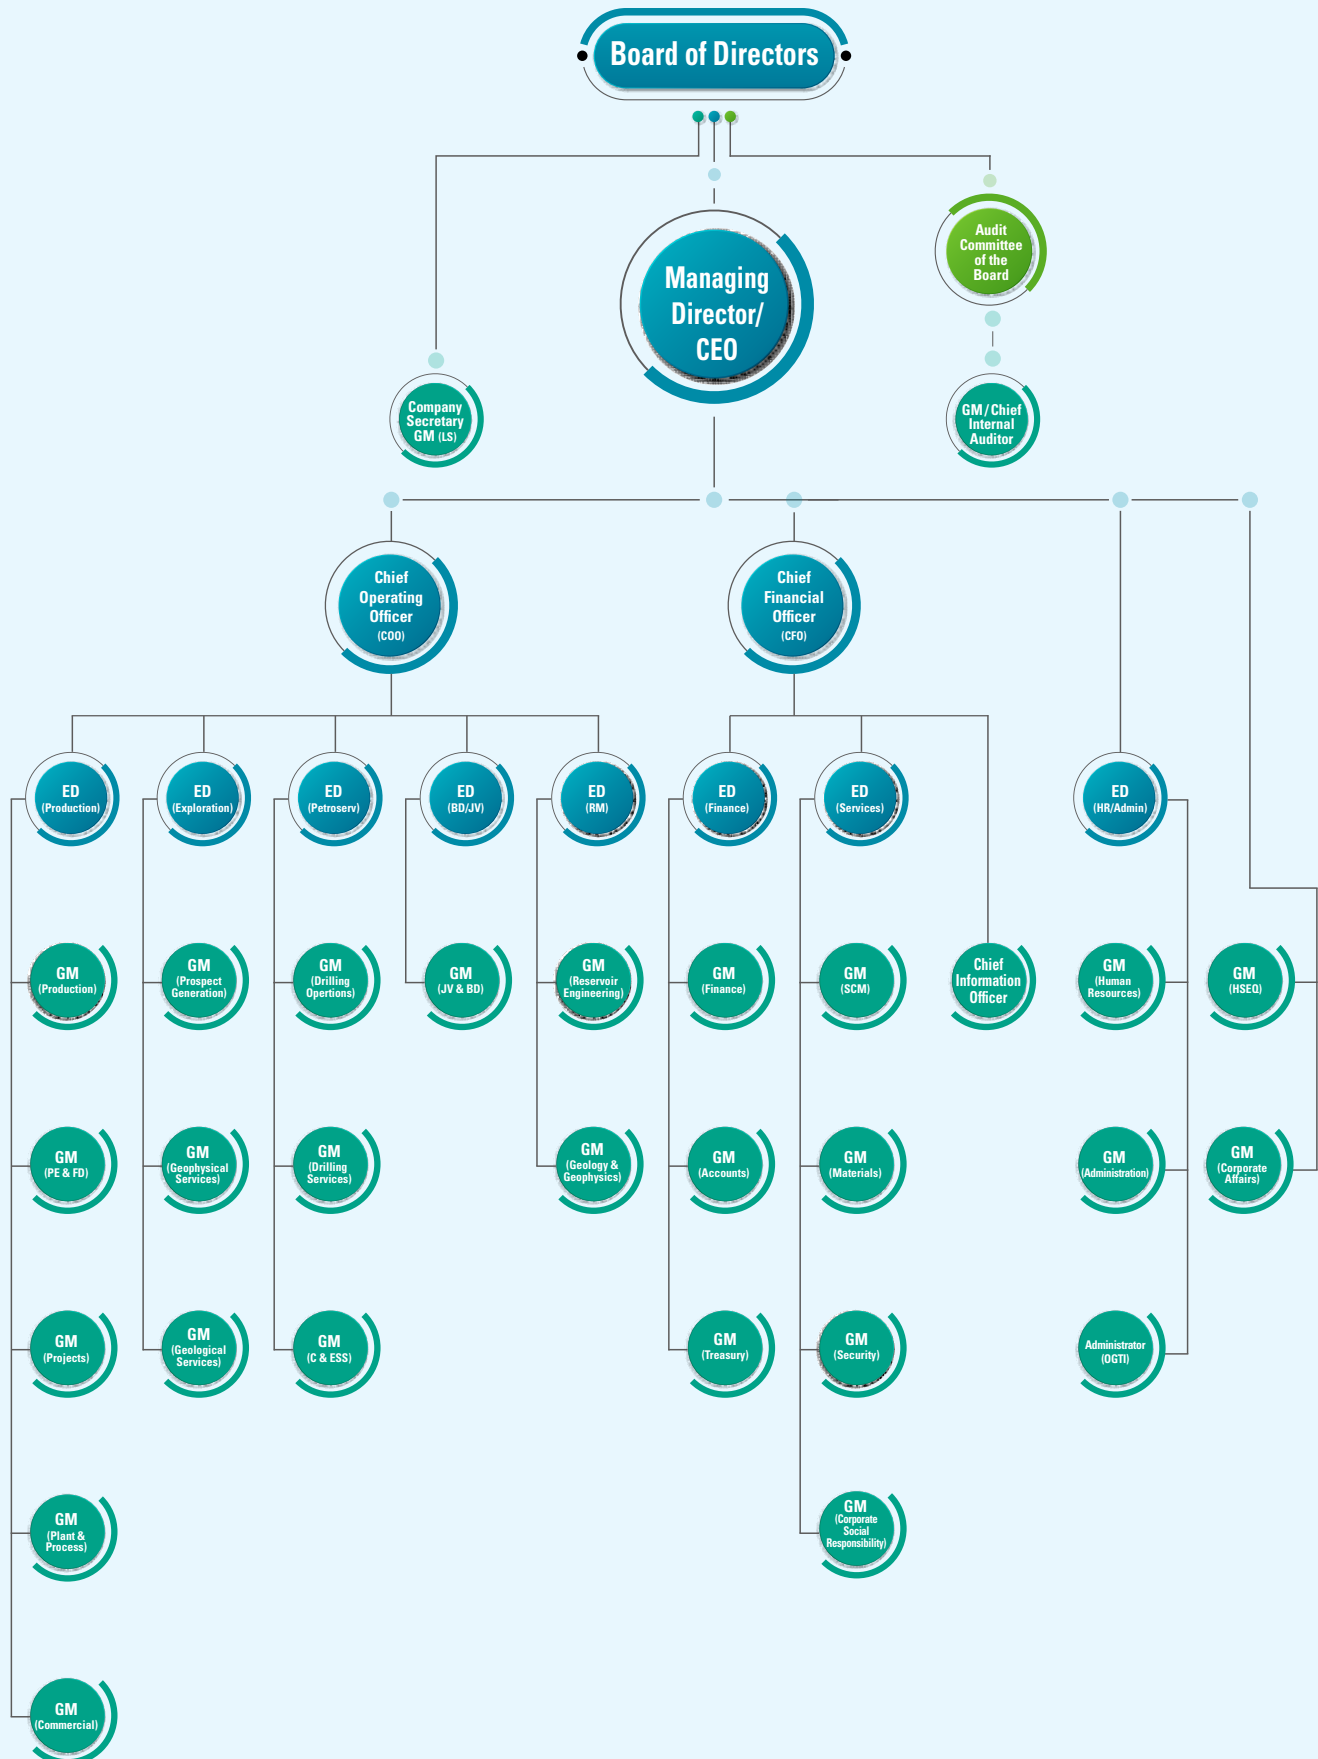 Board of Directors
Audit
Committee
of the
Board
Managing
Director/
CEO
Company
Secretary
GM (LS)
GM / Chief
Internal
Auditor
Chief
Operating
Officer
(COO)
Chief
Financial
Officer
(CFO)
ED
(Production)
ED
(Exploration)
ED
(Petroserv)
ED
(BD/JV)
ED
(RM)
ED
(Finance)
ED
(Services)
ED
(HR/Admin)
GM
(Production)
GM
(Prospect
Generation)
GM
(Drilling
Opertions)
GM
(JV & BD)
GM
(Reservoir
Engineering)
GM
(Finance)
GM
(SCM)
Chief
Information
Officer
GM
(Human
Resources)
GM
(HSEQ)
GM
(PE & FD)
GM
(Geophysical
Services)
GM
(Drilling
Services)
GM
(Geology &
Geophysics)
GM
(Accounts)
GM
(Materials)
GM
(Administration)
GM
(Corporate
Affairs)
GM
(Projects)
GM
(Geological
Services)
GM
(C & ESS)
GM
(Treasury)
GM
(Security)
Administrator
(OGTI)
GM
(Plant &
Process)
GM
(Corporate
Social
Responsibility)
GM
(Commercial)